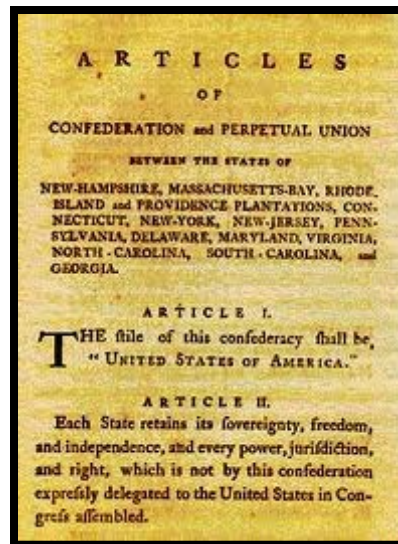 ARTICLES
OF
CONFEDERATION and PERPETUAL UNION
BETWEEN THE STATES OF
NEW-HAMPSHIRE, MASSACHUSETTS-BAY, RHODE
ISLAND and PROVIDENCE PLANTATIONS, CON-
NECTICUT, NEW-YORK, NEW-JERSEY, PENN-
SYLVANIA, DELAWARE, MARYLAND, VIRGINIA,
NORTH-CAROLINA, SOUTH-CAROLINA, and
GEORGIA.
ARTICLE I.
THE ſtile of this confederacy ſhall be,
"UNITED STATES OF AMERICA."
ARTICLE II.
Each State retains its ſovereignty, freedom,
and independence, and every power, juriſdiction,
and right, which is not by this confederation
expreſsly delegated to the United States in Con-
greſs aſſembled.